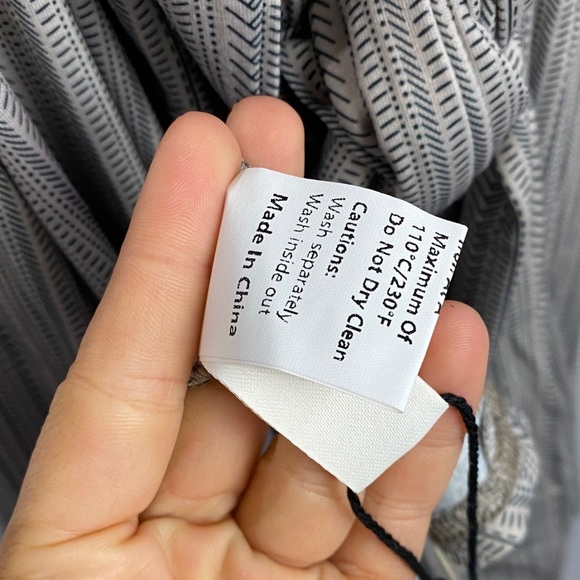 Maximum Of
110°C/230°F
Do Not Dry Clean
Cautions:
Wash separately
Wash inside out
Made In China